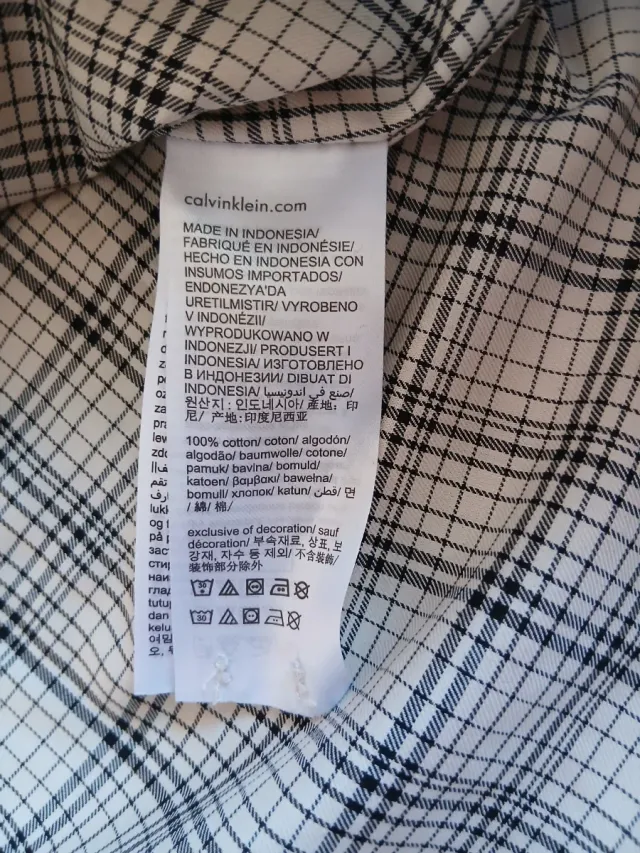 calvinklein.com
MADE IN INDONESIA/
FABRIQUÉ EN INDONÉSIE/
HECHO EN INDONESIA CON
INSUMOS IMPORTADOS/
ENDONEZYA'DA
URETILMISTIR/ VYROBENO
V INDONÉZII/
WYPRODUKOWANO W
INDONEZJI/ PRODUSERT I
INDONESIA/ ИЗГОТОВЛЕНО
В ИНДОНЕЗИИ/ DIBUAT DI
INDONESIA/ صنع في اندونيسيا/
원산지 : 인도네시아/ 產地: 印
尼/ 产地:印度尼西亚
100% cotton/ coton/ algodón/
algodão/ baumwolle/ cotone/
pamuk/ bavlna/ bomuld/
katoen/ βαμβακι/ bawełna/
bomull/ хлопок/ katun/ قطن/ 면
/ 綿/ 棉/
exclusive of decoration/ sauf
décoration/ 부속재료, 상표, 보
강재, 자수 등 제외/ 不含裝飾/
装饰部分除外
30
30